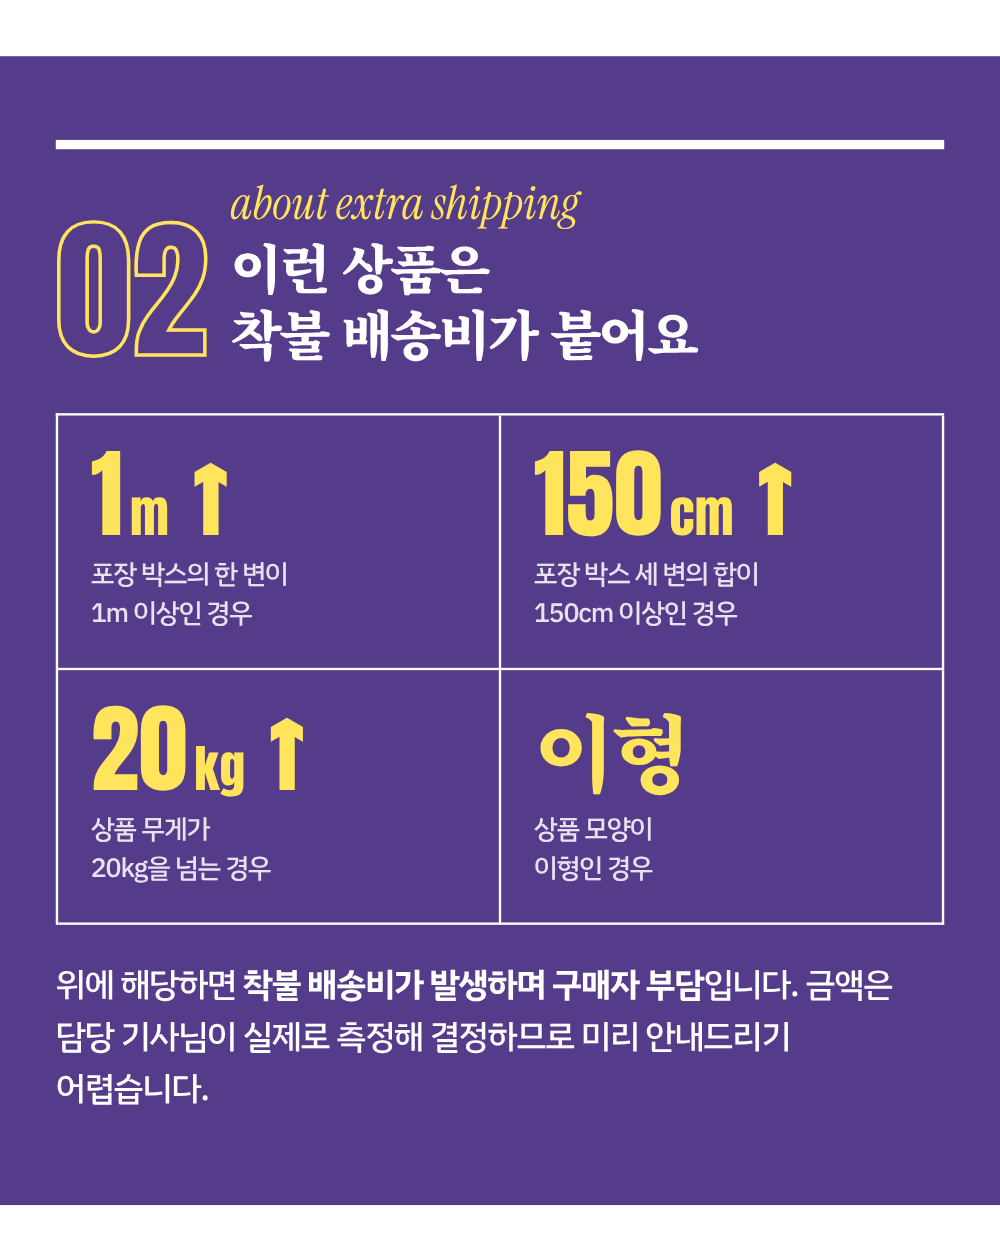 about extra shipping
02
이런 상품은
착불 배송비가 붙어요
1m ⬆
포장 박스의 한 변이
1m 이상인 경우
150cm ⬆
포장 박스 세 변의 합이
150cm 이상인 경우
20kg ⬆
상품 무게가
20kg을 넘는 경우
이형
상품 모양이
이형인 경우
위에 해당하면 착불 배송비가 발생하며 구매자 부담입니다. 금액은
담당 기사님이 실제로 측정해 결정하므로 미리 안내드리기
어렵습니다.